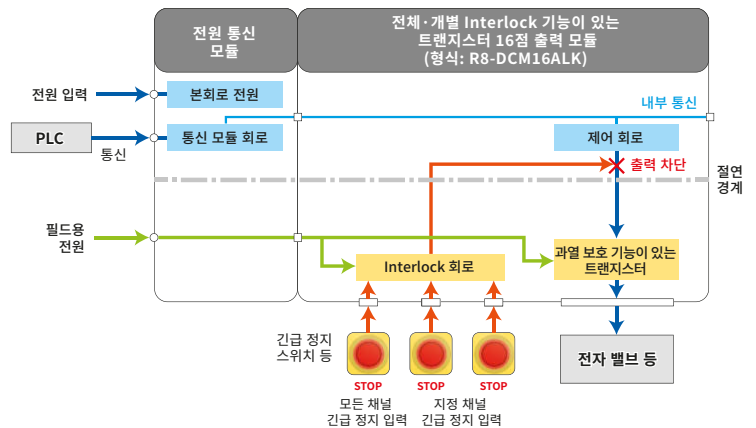 전원 통신
모듈
전체·개별 Interlock 기능이 있는
트랜지스터 16점 출력 모듈
(형식: R8-DCM16ALK)
전원 입력
본회로 전원
내부 통신
PLC
통신
통신 모듈 회로
제어 회로
출력 차단
절연
경계
필드용
전원
Interlock 회로
과열 보호 기능이 있는
트랜지스터
긴급 정지
스위치 등
STOP
STOP
STOP
모든 채널
긴급 정지 입력
지정 채널
긴급 정지 입력
전자 밸브 등